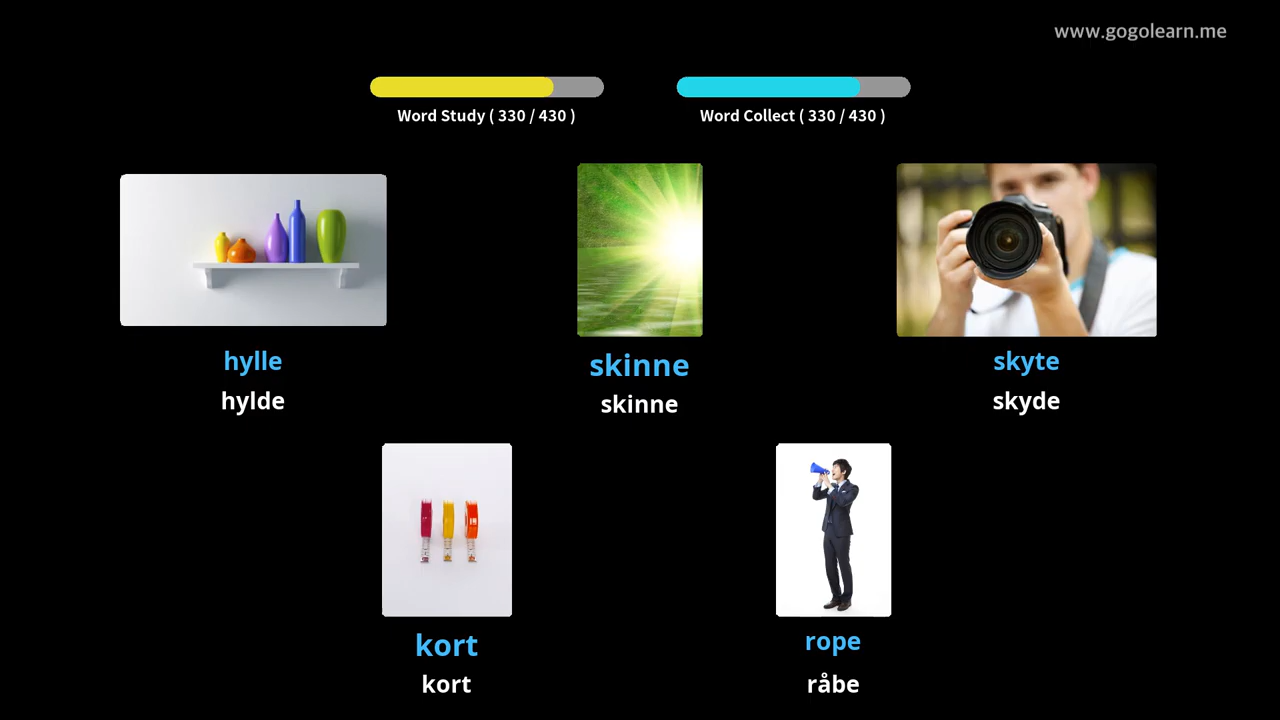 www.gogolearn.me
Word Study ( 330 / 430 )
Word Collect ( 330 / 430 )
hylle
hylde
skinne
skinne
skyte
skyde
kort
kort
rope
råbe